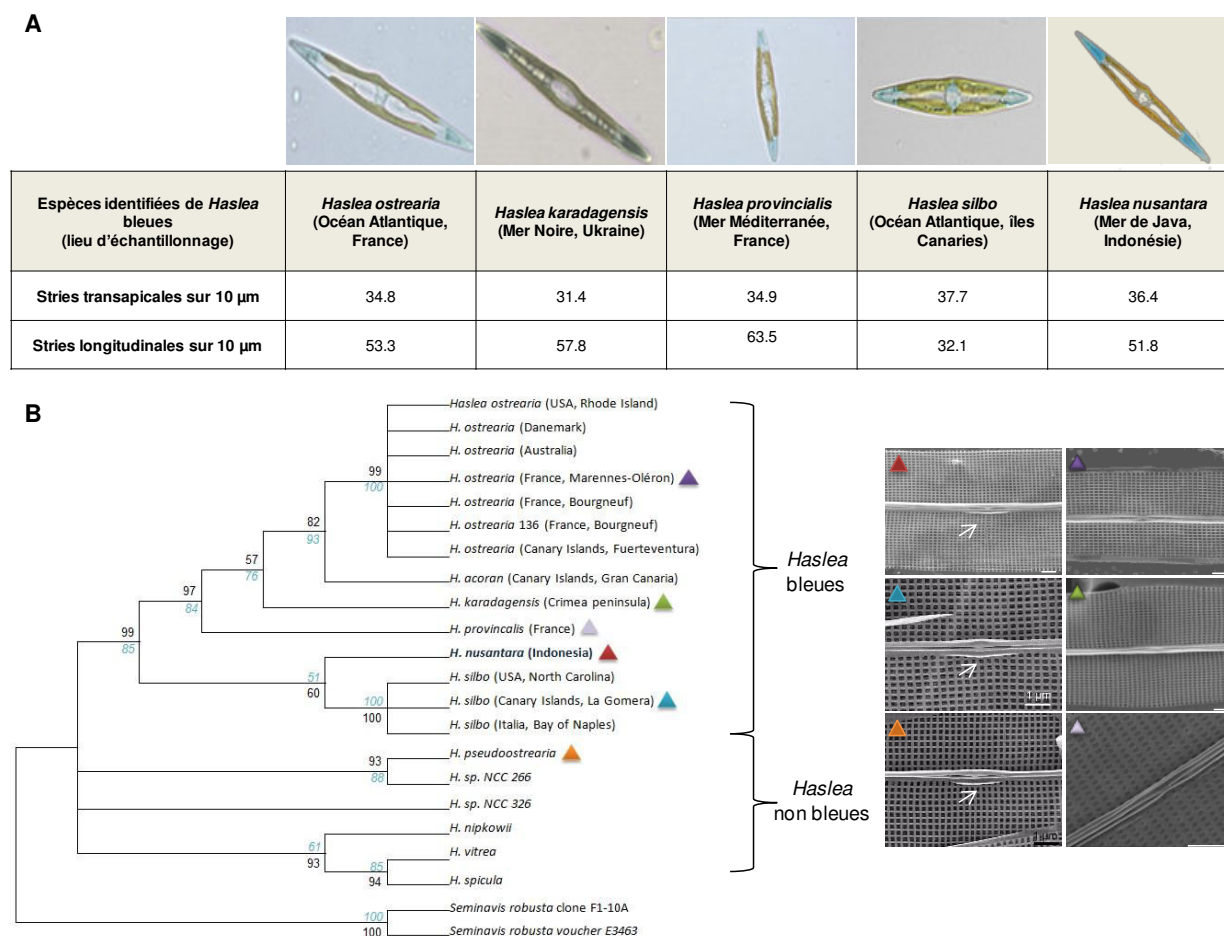 A
Espèces identifiées de Haslea
bleues
(lieu d’échantillonnage)
Haslea ostrearia
(Océan Atlantique,
France)
Haslea karadagensis
(Mer Noire, Ukraine)
Haslea provincialis
(Mer Méditerranée,
France)
Haslea silbo
(Océan Atlantique, îles
Canaries)
Haslea nusantara
(Mer de Java,
Indonésie)
Stries transapicales sur 10 µm
34.8
31.4
34.9
37.7
36.4
Stries longitudinales sur 10 µm
53.3
57.8
63.5
32.1
51.8
B
Haslea ostrearia (USA, Rhode Island)
H. ostrearia (Danemark)
H. ostrearia (Australia)
99
100
H. ostrearia (France, Marennes-Oléron)
H. ostrearia (France, Bourgneuf)
82
93
H. ostrearia 136 (France, Bourgneuf)
H. ostrearia (Canary Islands, Fuerteventura)
57
76
H. acoran (Canary Islands, Gran Canaria)
97
84
H. karadagensis (Crimea peninsula)
99
85
H. provincalis (France)
H. nusantara (Indonesia)
51
60
H. silbo (USA, North Carolina)
100
100
H. silbo (Canary Islands, La Gomera)
H. silbo (Italia, Bay of Naples)
93
88
H. pseudoostrearia
H. sp. NCC 266
H. sp. NCC 326
61
93
H. nipkowii
H. vitrea
85
94
H. spicula
100
100
Seminavis robusta clone F1-10A
Seminavis robusta voucher E3463
Haslea
bleues
Haslea
non bleues
1 µm
1 µm